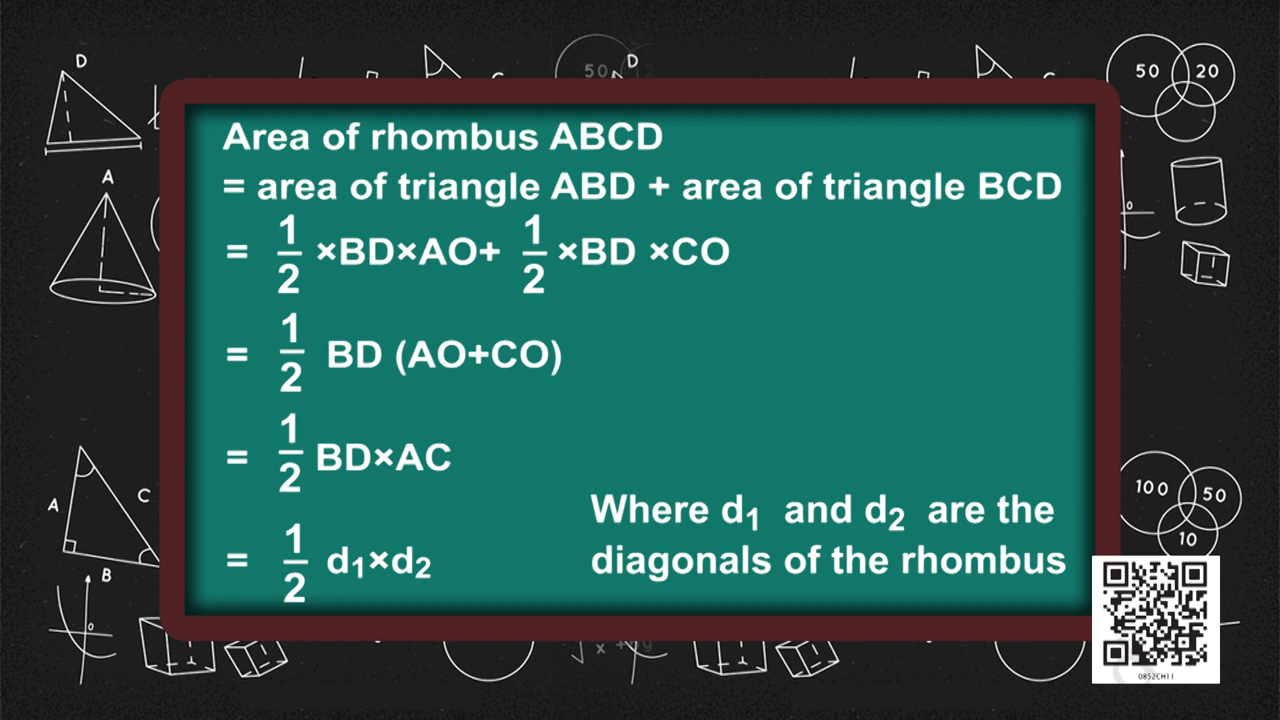 Area of rhombus ABCD
= area of triangle ABD + area of triangle BCD
= 1/2 ×BD×AO+ 1/2 ×BD ×CO
= 1/2 BD (AO+CO)
= 1/2 BD×AC
= 1/2 d₁×d₂
Where d₁ and d₂ are the
diagonals of the rhombus
D
50
D
50 20
A
o
A C
B
o
100 50
10
0852CH11